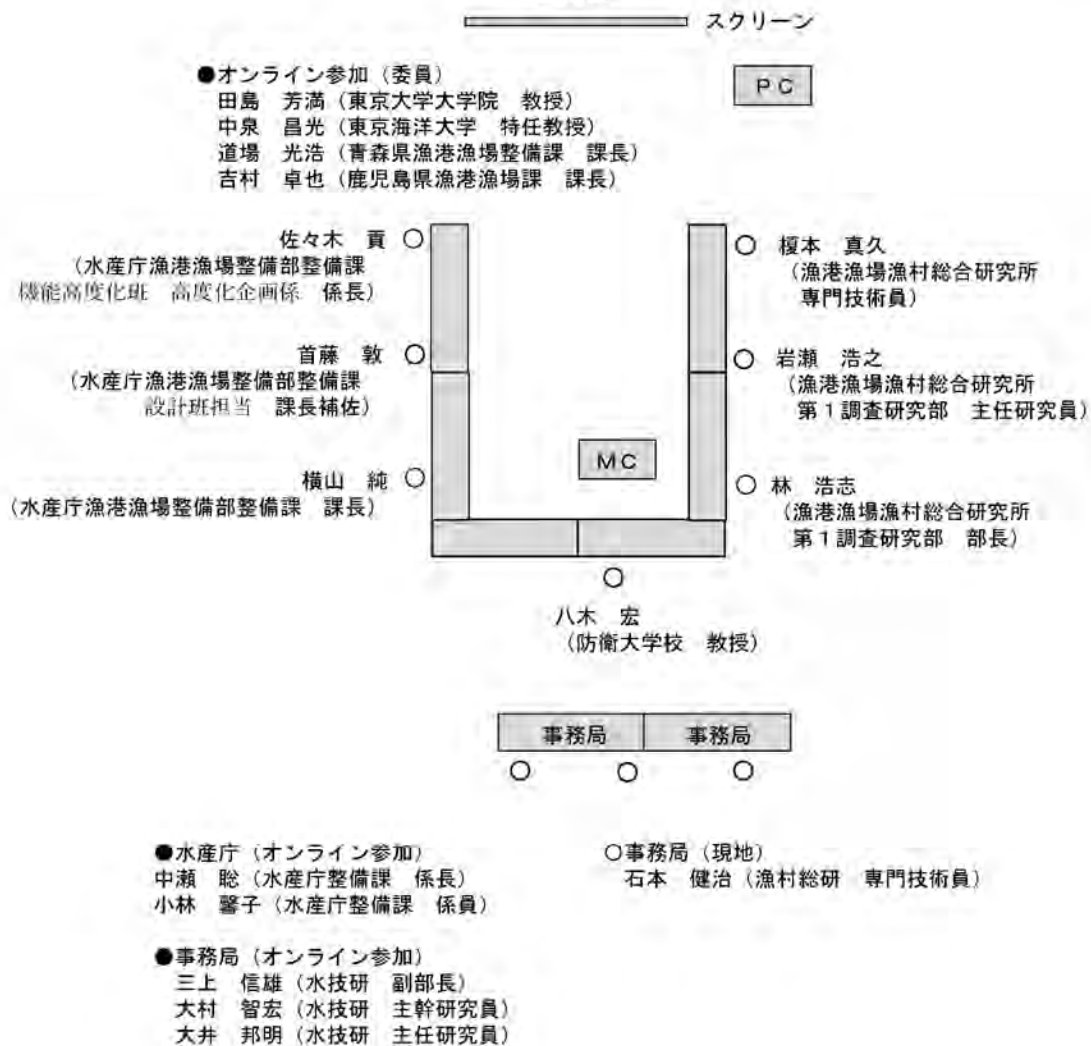 スクリーン
●オンライン参加（委員）
田島 芳満（東京大学大学院 教授）
中泉 昌光（東京海洋大学 特任教授）
道場 光浩（青森県漁港漁場整備課 課長）
吉村 卓也（鹿児島県漁港漁場課 課長）
PC
佐々木 貢 ○
（水産庁漁港漁場整備部整備課
機能高度化班 高度化企画係 係長）
○ 榎本 真久
（漁港漁場漁村総合研究所
専門技術員）
首藤 敦 ○
（水産庁漁港漁場整備部整備課
設計班担当 課長補佐）
○ 岩瀬 浩之
（漁港漁場漁村総合研究所
第１調査研究部 主任研究員）
MC
横山 純 ○
（水産庁漁港漁場整備部整備課 課長）
○ 林 浩志
（漁港漁場漁村総合研究所
第１調査研究部 部長）
○
八木 宏
（防衛大学校 教授）
事務局 事務局
○ ○ ○
●水産庁（オンライン参加）
中瀬 聡（水産庁整備課 係長）
小林 馨子（水産庁整備課 係員）
○事務局（現地）
石本 健治（漁村総研 専門技術員）
●事務局（オンライン参加）
三上 信雄（水技研 副部長）
大村 智宏（水技研 主幹研究員）
大井 邦明（水技研 主任研究員）